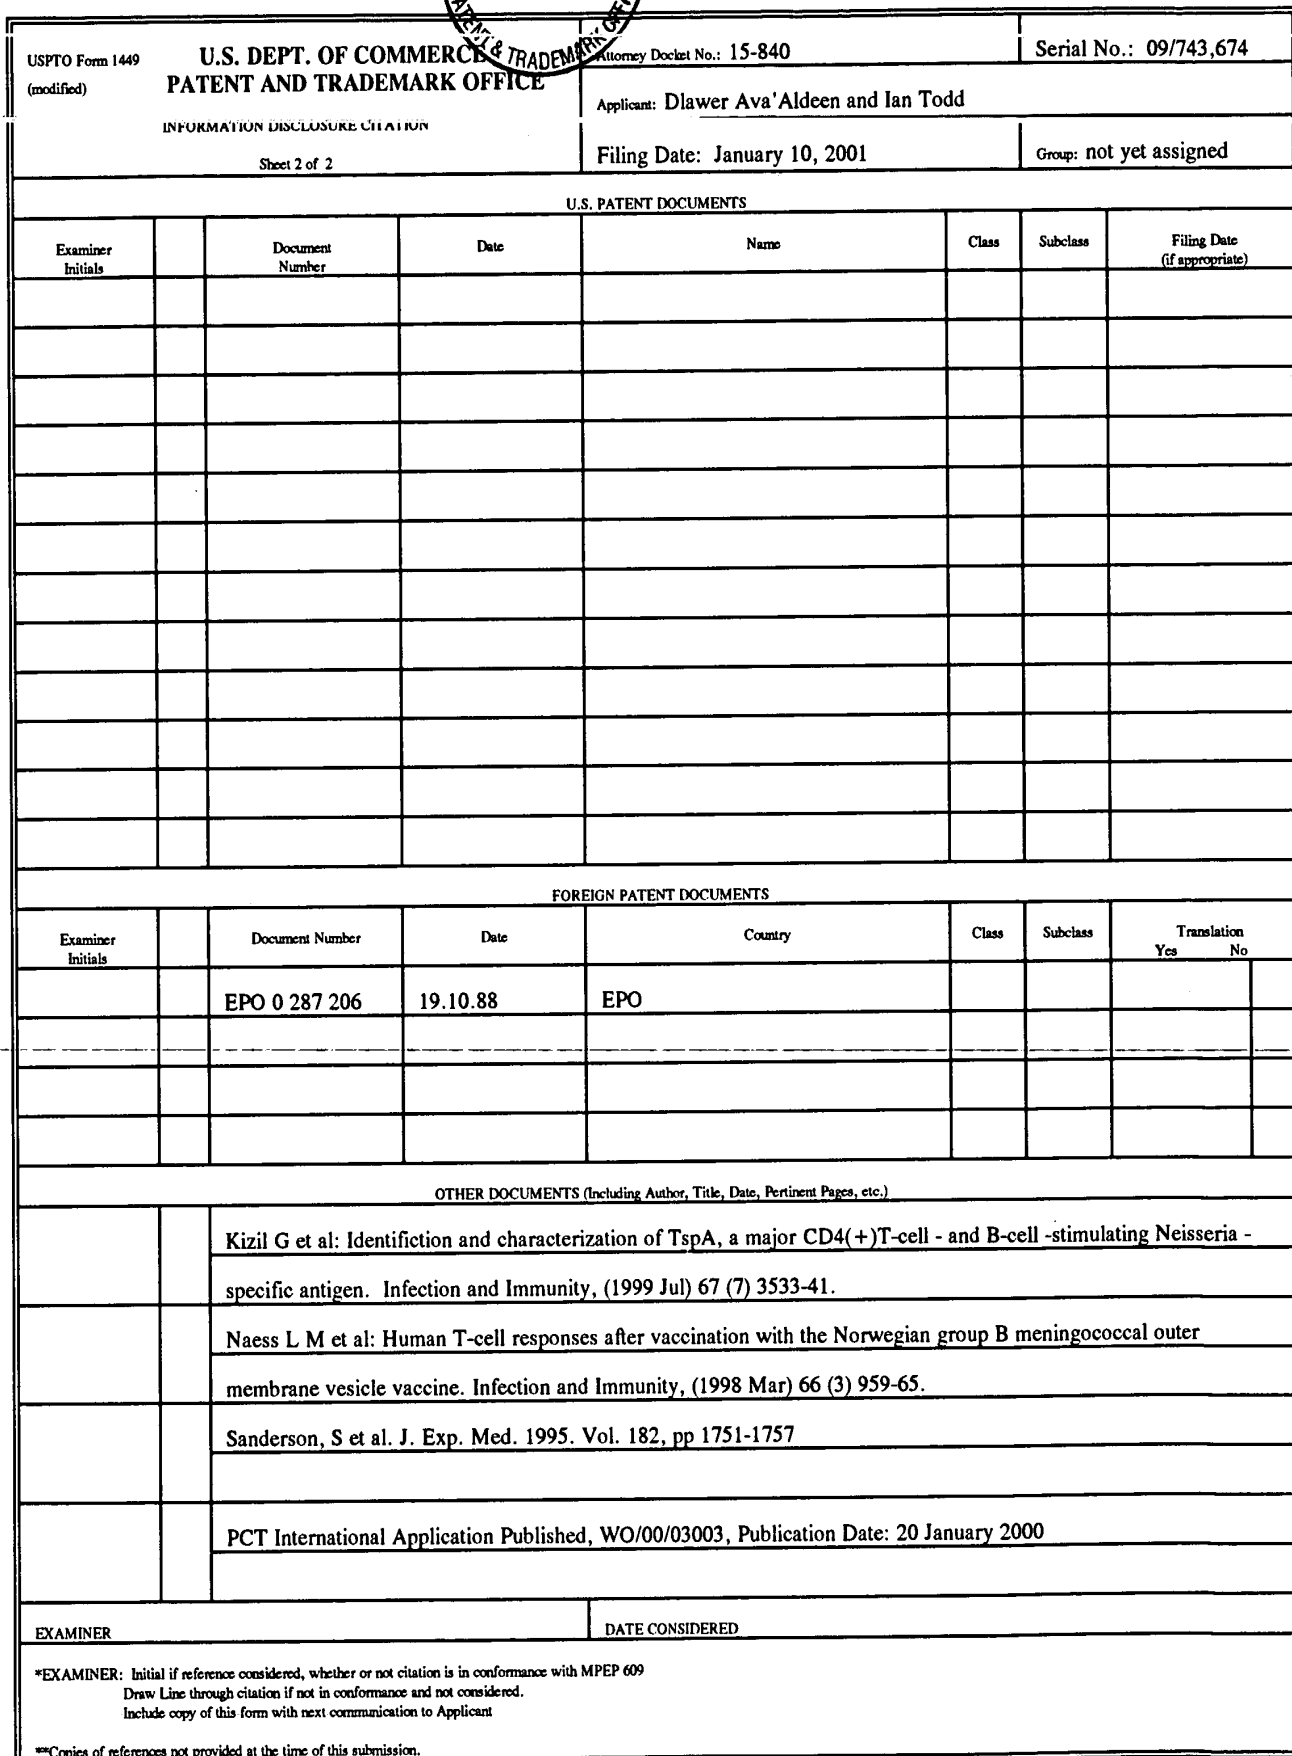 PATENT & TRADEMARK OFFICE
USPTO Form 1449
(modified)
U.S. DEPT. OF COMMERCE
PATENT AND TRADEMARK OFFICE
INFORMATION DISCLOSURE CITATION
Sheet 2 of 2
Attorney Docket No.: 15-840
Serial No.: 09/743,674
Applicant: Dlawer Ava'Aldeen and Ian Todd
Filing Date: January 10, 2001
Group: not yet assigned
U.S. PATENT DOCUMENTS
Examiner Initials
Document Number
Date
Name
Class
Subclass
Filing Date (if appropriate)
FOREIGN PATENT DOCUMENTS
Examiner Initials
Document Number
Date
Country
Class
Subclass
Translation
Yes No
EPO 0 287 206 19.10.88 EPO
OTHER DOCUMENTS (Including Author, Title, Date, Pertinent Pages, etc.)
Kizil G et al: Identifiction and characterization of TspA, a major CD4(+)T-cell - and B-cell -stimulating Neisseria -
specific antigen. Infection and Immunity, (1999 Jul) 67 (7) 3533-41.
Naess L M et al: Human T-cell responses after vaccination with the Norwegian group B meningococcal outer
membrane vesicle vaccine. Infection and Immunity, (1998 Mar) 66 (3) 959-65.
Sanderson, S et al. J. Exp. Med. 1995. Vol. 182, pp 1751-1757
PCT International Application Published, WO/00/03003, Publication Date: 20 January 2000
EXAMINER
DATE CONSIDERED
*EXAMINER: Initial if reference considered, whether or not citation is in conformance with MPEP 609
Draw Line through citation if not in conformance and not considered.
Include copy of this form with next communication to Applicant
**Copies of references not provided at the time of this submission.